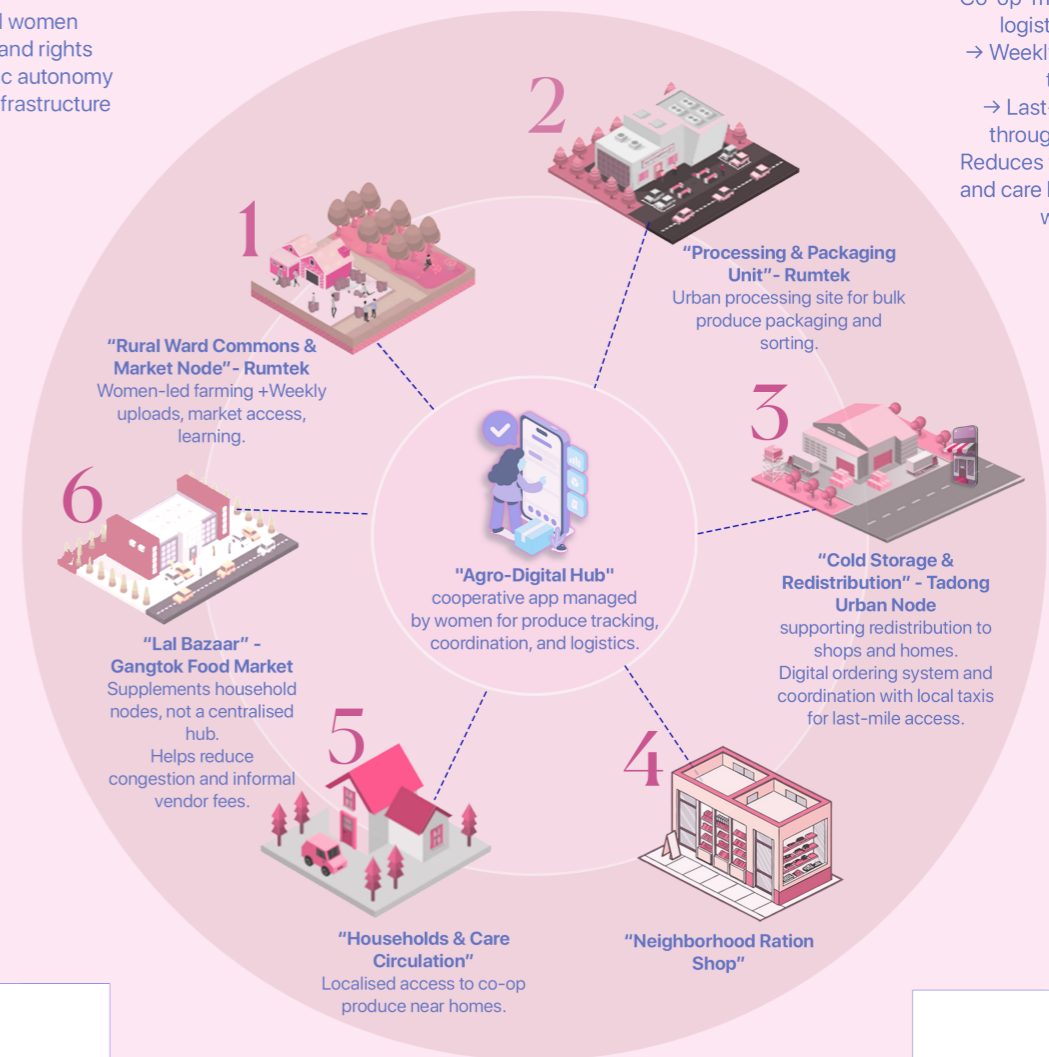 l women
and rights
c autonomy
frastructure
logist
→ Weekl
t
→ Last-
throug
Reduces
and care
w
2
1
“Processing & Packaging
Unit”- Rumtek
Urban processing site for bulk
produce packaging and
sorting.
“Rural Ward Commons &
Market Node”- Rumtek
Women-led farming +Weekly
uploads, market access,
learning.
3
6
"Agro-Digital Hub"
cooperative app managed
by women for produce tracking,
coordination, and logistics.
“Cold Storage &
Redistribution” - Tadong
Urban Node
supporting redistribution to
shops and homes.
Digital ordering system and
coordination with local taxis
for last-mile access.
“Lal Bazaar” -
Gangtok Food Market
Supplements household
nodes, not a centralised
hub.
Helps reduce
congestion and informal
vendor fees.
5
4
“Households & Care
Circulation”
Localised access to co-op
produce near homes.
“Neighborhood Ration
Shop”